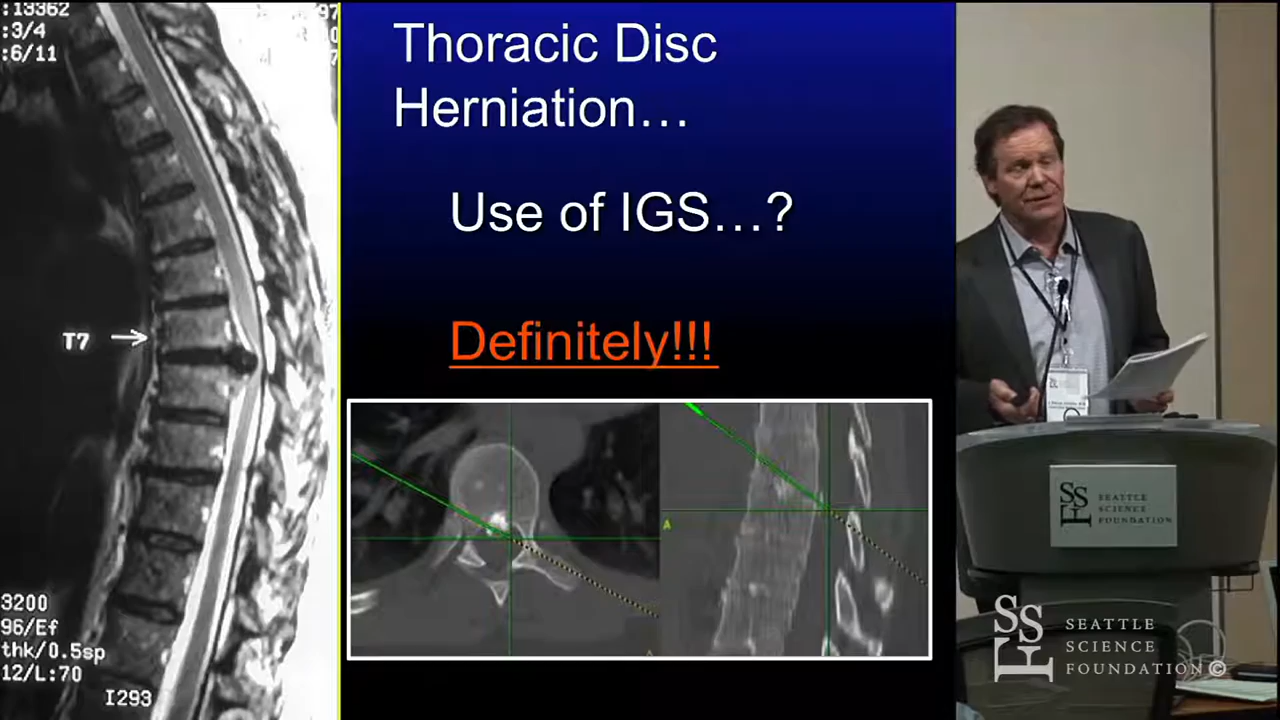 :13362
:3/4
:6/11
T7
3200
96/Ef
thk/0.5sp
12/L:70
I293
Thoracic Disc
Herniation…
Use of IGS…?
Definitely!!!
A
SEATTLE
SCIENCE
FOUNDATION
SEATTLE
SCIENCE
FOUNDATION©